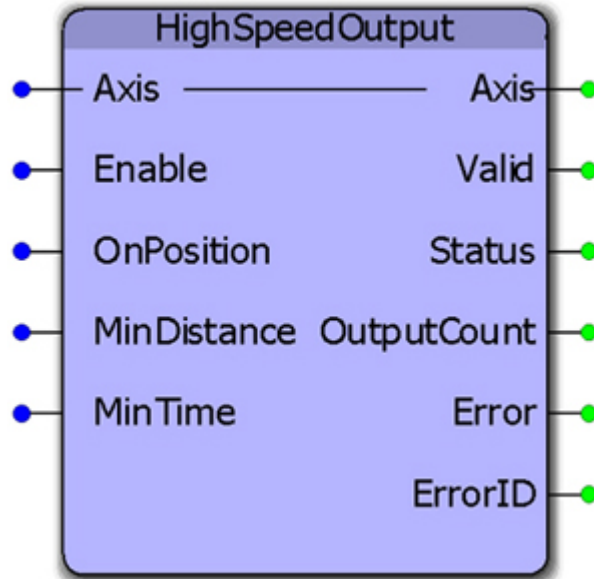 HighSpeedOutput
Axis Axis
Enable Valid
OnPosition Status
MinDistance OutputCount
MinTime Error
ErrorID